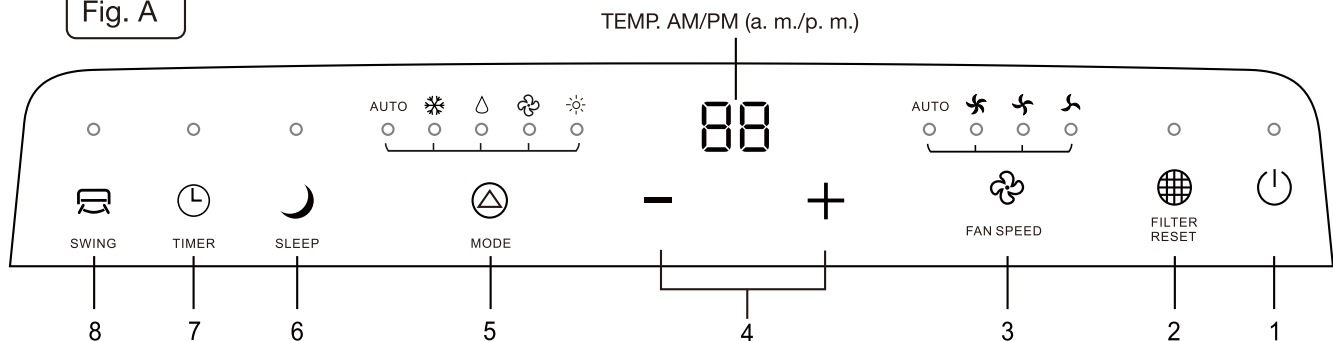 Fig. A
TEMP. AM/PM (a. m./p. m.)
AUTO
88
AUTO
SWING
TIMER
SLEEP
MODE
FAN SPEED
FILTER
RESET
8
7
6
5
4
3
2
1